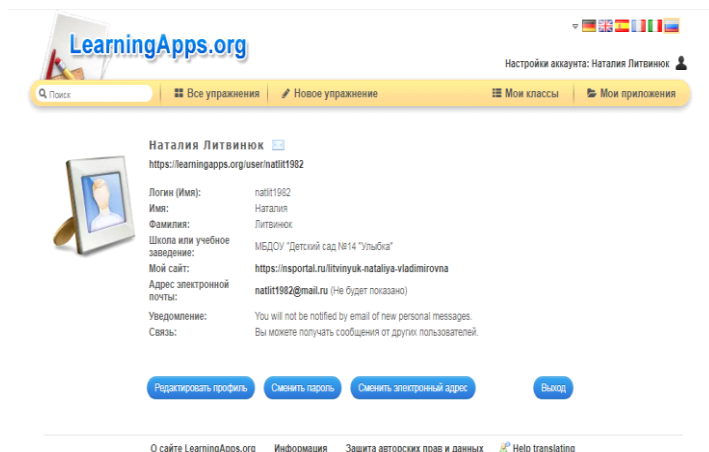 LearningApps.org
Настройки аккаунта: Наталия Литвинюк
Поиск
Все упражнения
Новое упражнение
Мои классы
Мои приложения
Наталия Литвинюк
https://learningapps.org/user/natlit1982
Логин (Имя): natlit1982
Имя: Наталия
Фамилия: Литвинюк
Школа или учебное
заведение: МБДОУ "Детский сад №14 "Улыбка"
Мой сайт: https://nsportal.ru/litvinyuk-nataliya-vladimirovna
Адрес электронной
почты: natlit1982@mail.ru (Не будет показано)
Уведомление: You will not be notified by email of new personal messages.
Связь: Вы можете получать сообщения от других пользователей.
Редактировать профиль Сменить пароль Сменить электронный адрес Выход
О сайте LearningApps.org Информация Защита авторских прав и данных Help translating